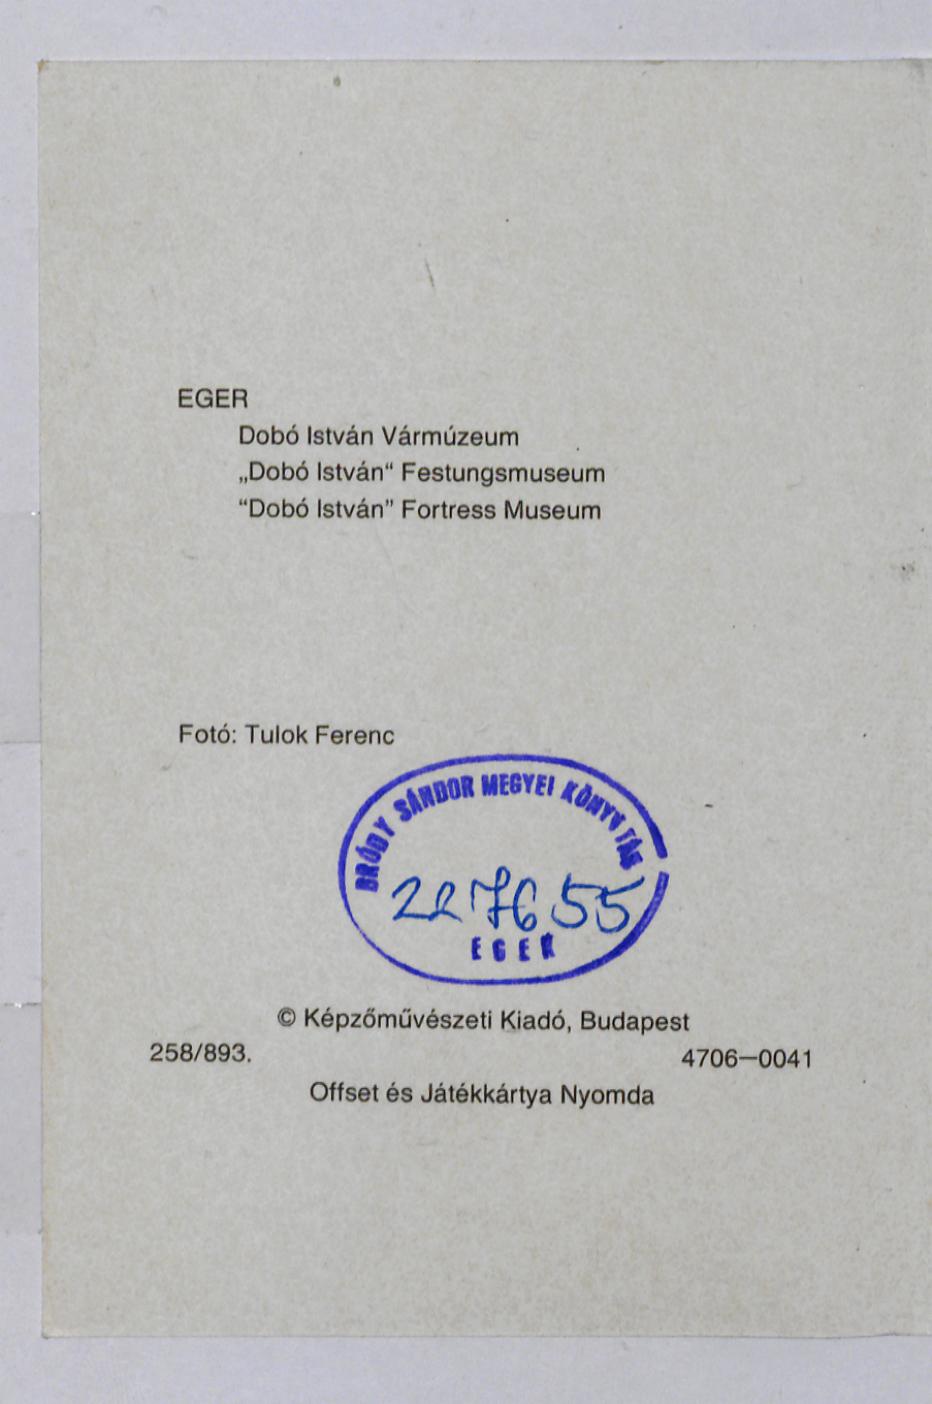 EGER
Dobó István Vármúzeum
„Dobó István“ Festungsmuseum
“Dobó István” Fortress Museum
Fotó: Tulok Ferenc
BRÓDY SÁNDOR MEGYEI KÖNYVTÁR
227655
EGER
© Képzőművészeti Kiadó, Budapest
258/893.
4706—0041
Offset és Játékkártya Nyomda